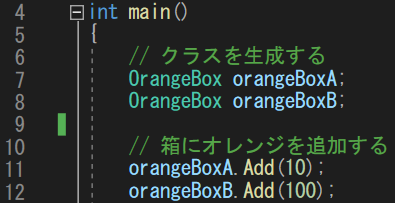 4 int main()
5 {
6 // クラスを生成する
7 OrangeBox orangeBoxA;
8 OrangeBox orangeBoxB;
9
10 // 箱にオレンジを追加する
11 orangeBoxA.Add(10);
12 orangeBoxB.Add(100);